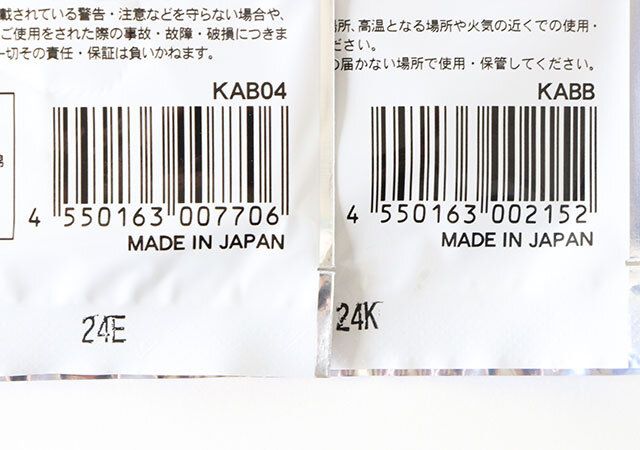 載されている警告・注意などを守らない場合や、
ご使用をされた際の事故・故障・破損につきま
一切その責任・保証は負いかねます。
KAB04
4 550163 007706
MADE IN JAPAN
24E
場所、高温となる場所や火気の近くでの使用・
ださい。
の届かない場所で使用・保管してください。
KABB
4 550163 002152
MADE IN JAPAN
24K